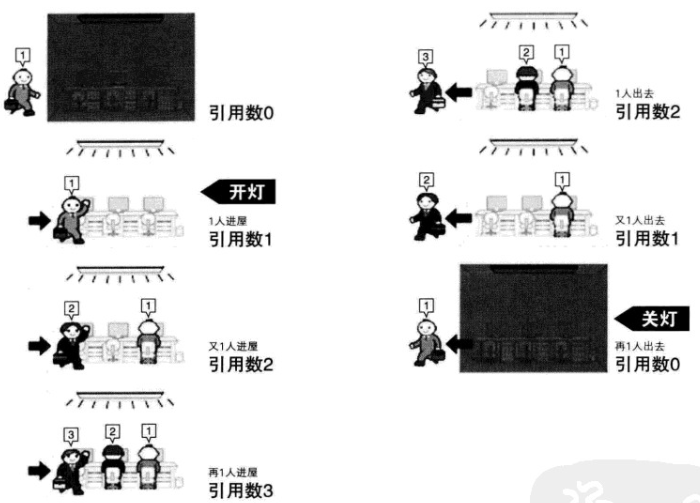 1
引用数0
开灯
1
1人进屋
引用数1
2
1
又1人进屋
引用数2
3
2
1
再1人进屋
引用数3
3
2
1
1人出去
引用数2
2
1
又1人出去
引用数1
1
关灯
再1人出去
引用数0